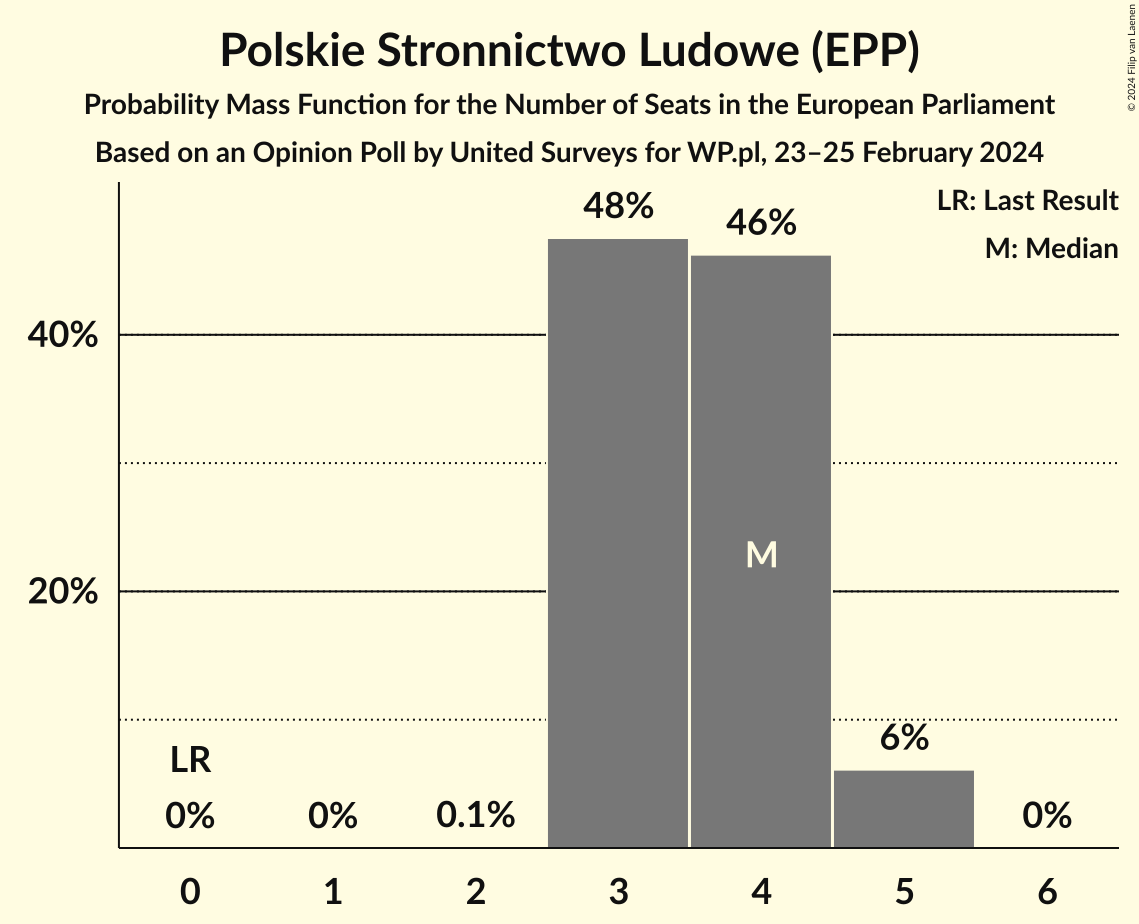 Polskie Stronnictwo Ludowe (EPP)
Probability Mass Function for the Number of Seats in the European Parliament
Based on an Opinion Poll by United Surveys for WP.pl, 23–25 February 2024
© 2024 Filip van Laenen
LR: Last Result
M: Median
48%
46%
40%
M
20%
6%
LR
0%
0%
0.1%
0%
0
1
2
3
4
5
6